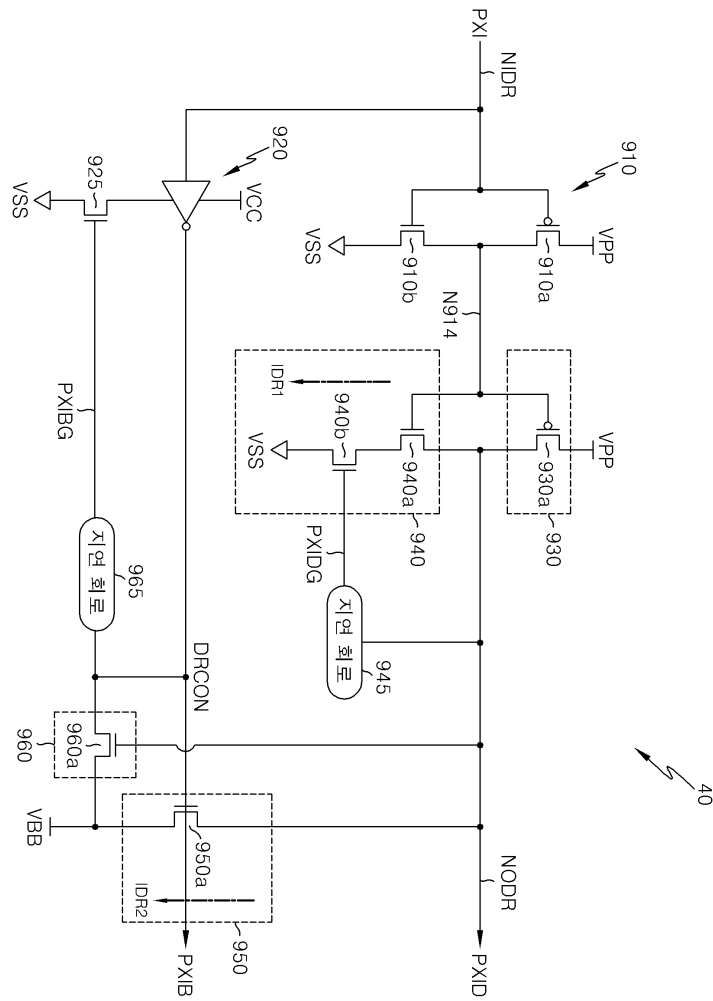 40
PXI
NIDR
910
VPP
910a
910b
VSS
N914
VPP
930a
930
940a
940b
IDR1
VSS
940
PXIDG
지연 회로
945
NODR
PXID
920
VCC
925
VSS
PXIBG
지연 회로
965
DRCON
960a
960
VBB
950a
IDR2
950
PXIB